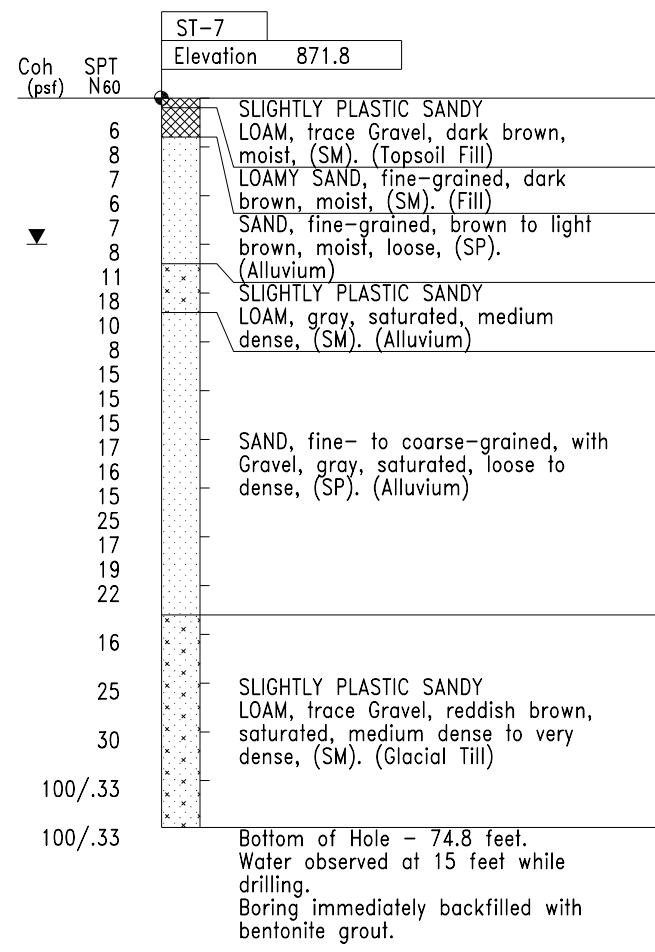 ST-7
Elevation 871.8
Coh SPT
(psf) N60
SLIGHTLY PLASTIC SANDY
LOAM, trace Gravel, dark brown,
moist, (SM). (Topsoil Fill)
LOAMY SAND, fine-grained, dark
brown, moist, (SM). (Fill)
SAND, fine-grained, brown to light
brown, moist, loose, (SP).
(Alluvium)
SLIGHTLY PLASTIC SANDY
LOAM, gray, saturated, medium
dense, (SM). (Alluvium)
SAND, fine- to coarse-grained, with
Gravel, gray, saturated, loose to
dense, (SP). (Alluvium)
SLIGHTLY PLASTIC SANDY
LOAM, trace Gravel, reddish brown,
saturated, medium dense to very
dense, (SM). (Glacial Till)
Bottom of Hole - 74.8 feet.
Water observed at 15 feet while
drilling.
Boring immediately backfilled with
bentonite grout.
6
8
7
6
7
8
11
18
10
8
15
15
15
17
16
15
25
17
19
22
16
25
30
100/.33
100/.33